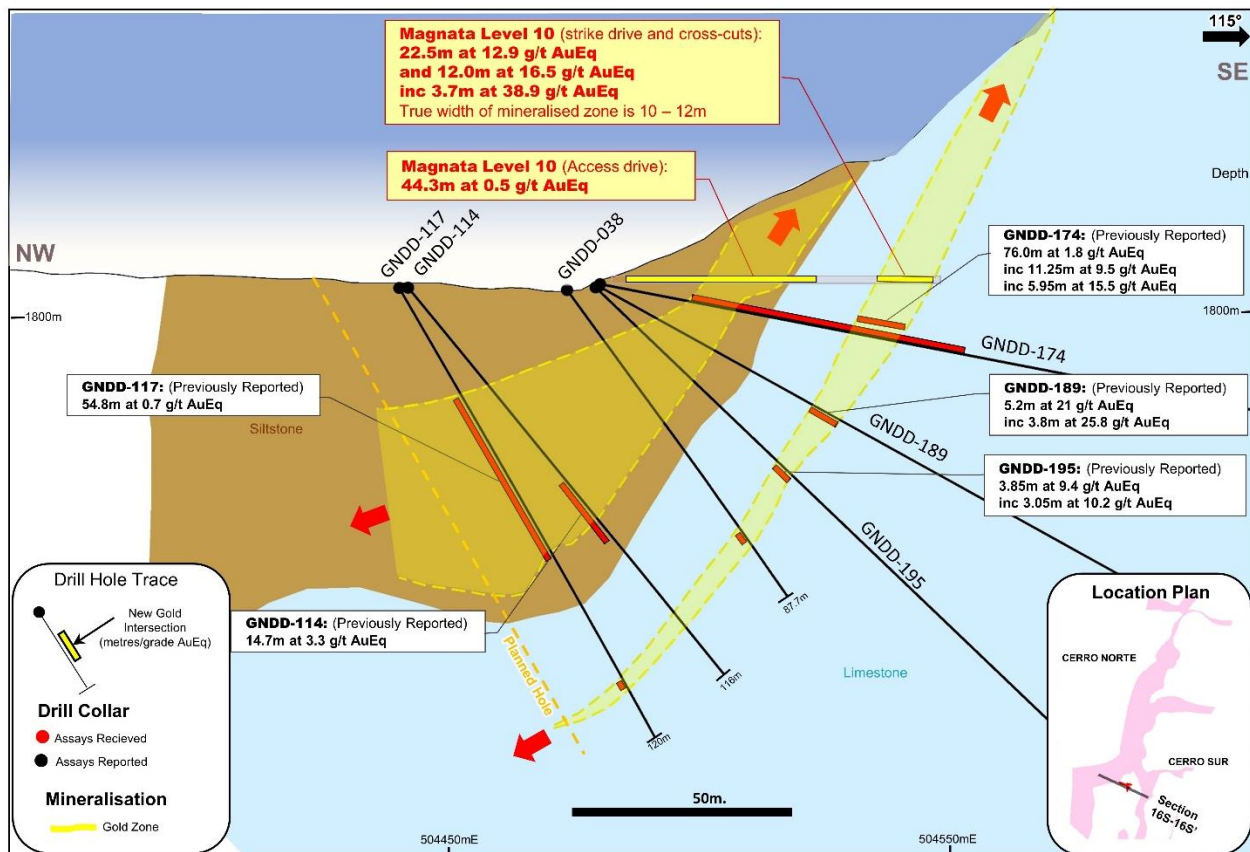 Magnata Level 10 (strike drive and cross-cuts):
22.5m at 12.9 g/t AuEq
and 12.0m at 16.5 g/t AuEq
inc 3.7m at 38.9 g/t AuEq
True width of mineralised zone is 10 – 12m
115°
SE
Magnata Level 10 (Access drive):
44.3m at 0.5 g/t AuEq
Depth
NW
GNDD-117
GNDD-114
GNDD-038
GNDD-174: (Previously Reported)
76.0m at 1.8 g/t AuEq
inc 11.25m at 9.5 g/t AuEq
inc 5.95m at 15.5 g/t AuEq
1800m
1800m
GNDD-174
GNDD-117: (Previously Reported)
54.8m at 0.7 g/t AuEq
Siltstone
GNDD-189: (Previously Reported)
5.2m at 21 g/t AuEq
inc 3.8m at 25.8 g/t AuEq
GNDD-189
GNDD-195: (Previously Reported)
3.85m at 9.4 g/t AuEq
inc 3.05m at 10.2 g/t AuEq
GNDD-195
Drill Hole Trace
New Gold
Intersection
(metres/grade AuEq)
Drill Collar
Assays Recieved
Assays Reported
Mineralisation
Gold Zone
GNDD-114: (Previously Reported)
14.7m at 3.3 g/t AuEq
Planned Hole
87.7m
116m
120m
Limestone
Location Plan
CERRO NORTE
CERRO SUR
Section
16S-16S'
50m.
504450mE
504550mE